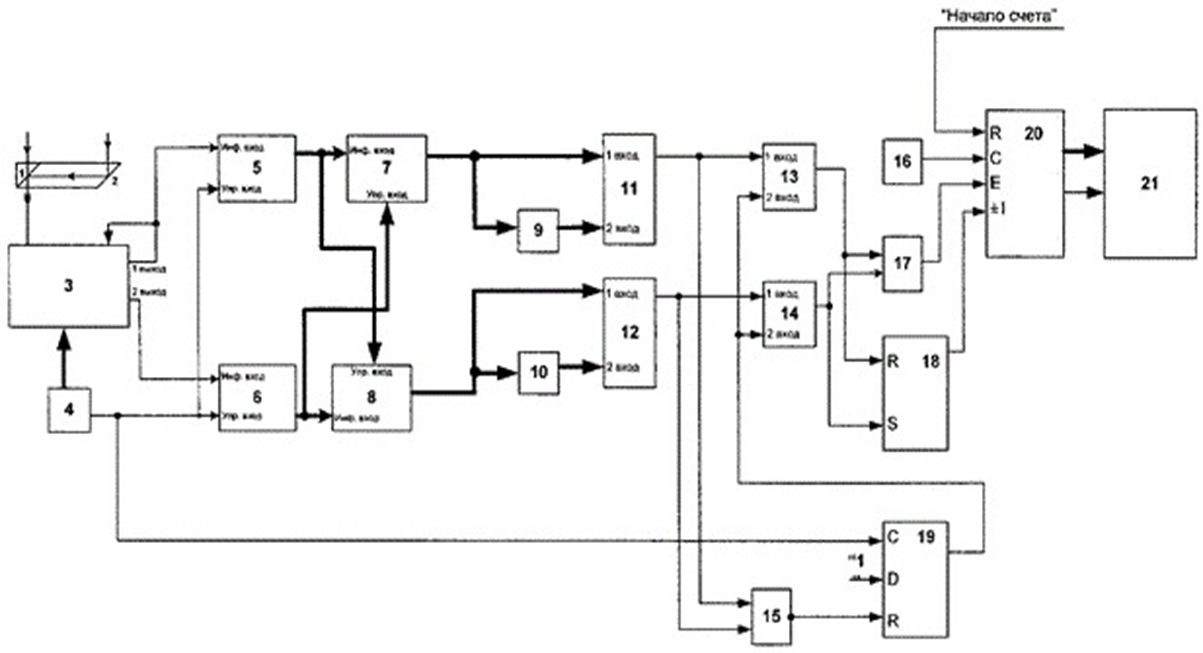 "Начало счета"
R
20
C
E
±1
21
16
17
1
2
Инф. вход
5
Упр. вход
Инф. вход
7
Упр. вход
1 вход
11
2 вход
9
1 вход
13
2 вход
3
1 выход
2 выход
1 вход
12
2 вход
10
1 вход
14
2 вход
R
18
S
4
Инф. вход
6
Упр. вход
Упр. вход
8
Инф. вход
C
19
"1"
D
R
15